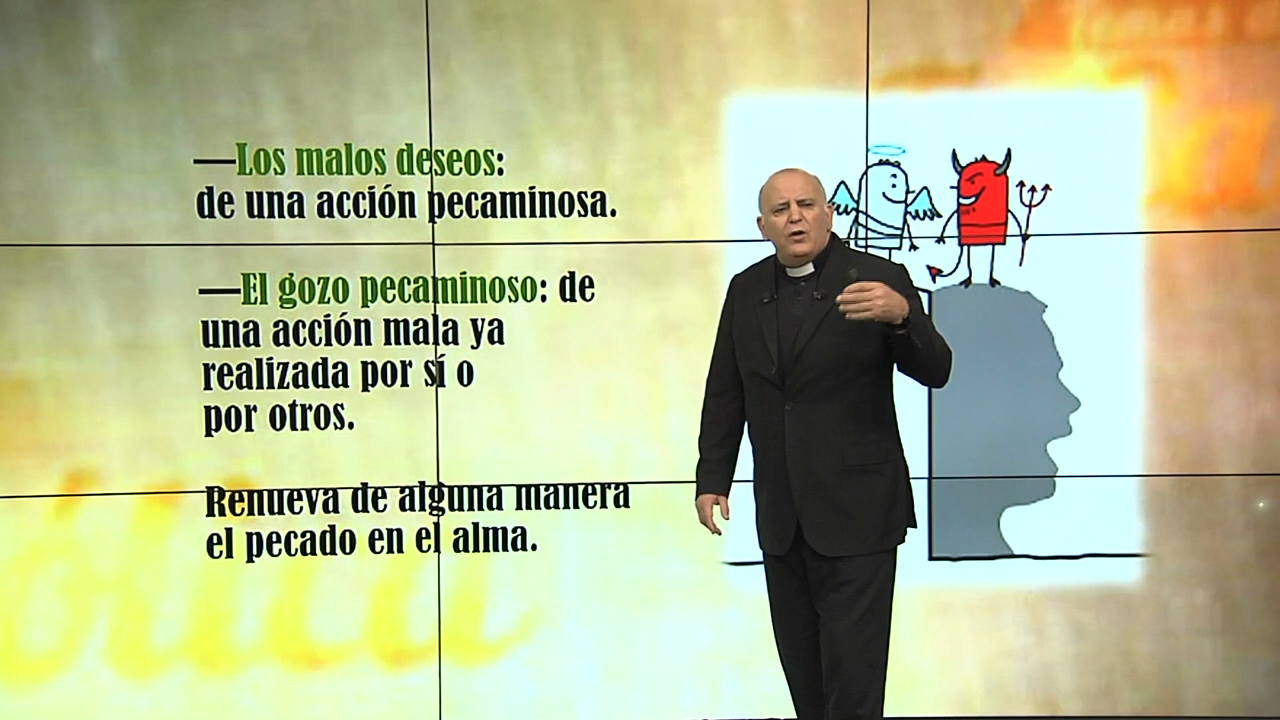 —Los malos deseos:
de una acción pecaminosa.
—El gozo pecaminoso: de
una acción mala ya
realizada por sí o
por otros.
Renueva de alguna manera
el pecado en el alma.